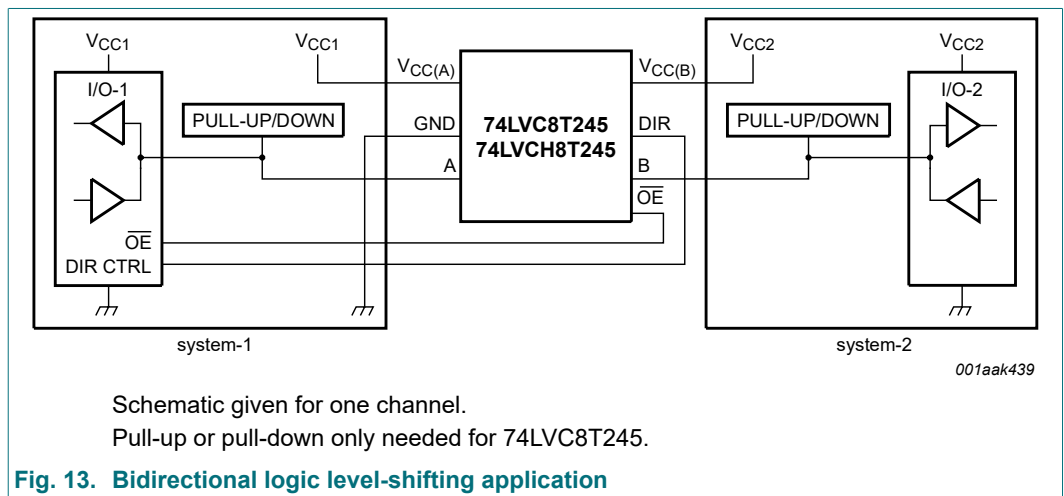 VCC1
VCC1
VCC(A)
VCC(B)
VCC2
VCC2
I/O-1
I/O-2
PULL-UP/DOWN
GND
74LVC8T245
74LVCH8T245
DIR
PULL-UP/DOWN
A
B
OE
OE
DIR CTRL
system-1
system-2
001aak439
Schematic given for one channel.
Pull-up or pull-down only needed for 74LVC8T245.
Fig. 13. Bidirectional logic level-shifting application